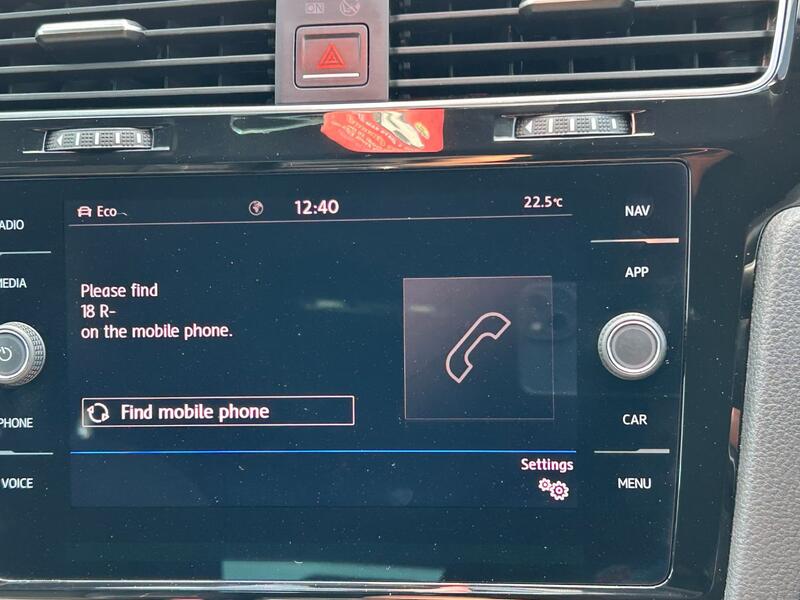 ON
Eco
12:40
22.5°C
NAV
ADIO
Please find
18 R-
on the mobile phone.
APP
MEDIA
Find mobile phone
CAR
PHONE
Settings
VOICE
MENU